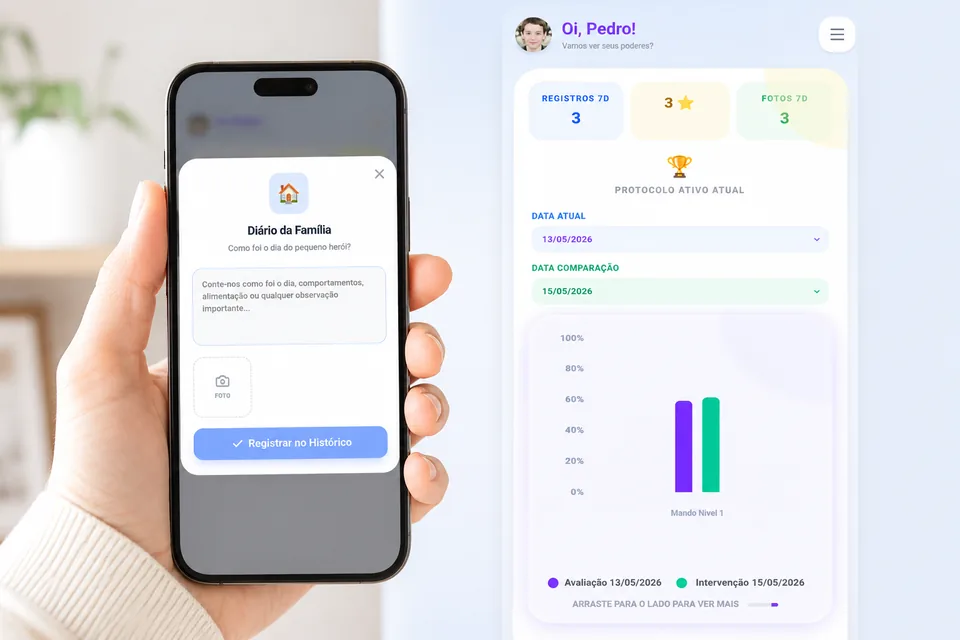 Diário da Família
Como foi o dia do pequeno herói?
Conte-nos como foi o dia, comportamentos,
alimentação ou qualquer observação
importante...
FOTO
Registrar no Histórico
Oi, Pedro!
Vamos ver seus poderes?
REGISTROS 7D
3
3
FOTOS 7D
3
PROTOCOLO ATIVO ATUAL
DATA ATUAL
13/05/2026
DATA COMPARAÇÃO
15/05/2026
100%
80%
60%
40%
20%
0%
Mando Nivel 1
Avaliação 13/05/2026
Intervenção 15/05/2026
ARRASTE PARA O LADO PARA VER MAIS